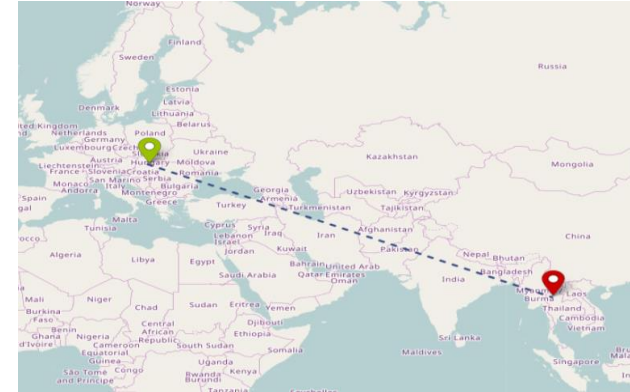 Norway
Finland
Sweden
Russia
Estonia
Latvia
Denmark
Lithuania
Belarus
Netherlands
Poland
Germany
Ukraine
Austria
Hungary
Moldova
Kazakhstan
Mongolia
Liechtenstein
France
Slovenia
Croatia
Romania
San Marino
Serbia
Monaco
Italy
Bulgaria
Andorra
Montenegro
Georgia
Uzbekistan
Kyrgyzstan
Spain
Greece
Armenia
Turkey
Turkmenistan
Tajikistan
Malta
Tunisia
Cyprus
Syria
Afghanistan
China
Lebanon
Iraq
Iran
Israel
Jordan
Kuwait
Pakistan
Nepal
Bhutan
Algeria
Libya
Egypt
Bahrain
United Arab
Bangladesh
Qatar
Emirates
Saudi Arabia
Oman
India
Laos
Burma
Mali
Niger
Sudan
Eritrea
Yemen
Thailand
Burkina
Faso
Chad
Cambodia
Djibouti
Vietnam
Benin
Central
African
Republic
Ghana
Nigeria
Ethiopia
Cameroon
South Sudan
Sri Lanka
Equatorial
Guinea
Somalia
Maldives
Singapore
Congo
Uganda
São Tomé
and Príncipe
Rwanda
Kenya
Burundi